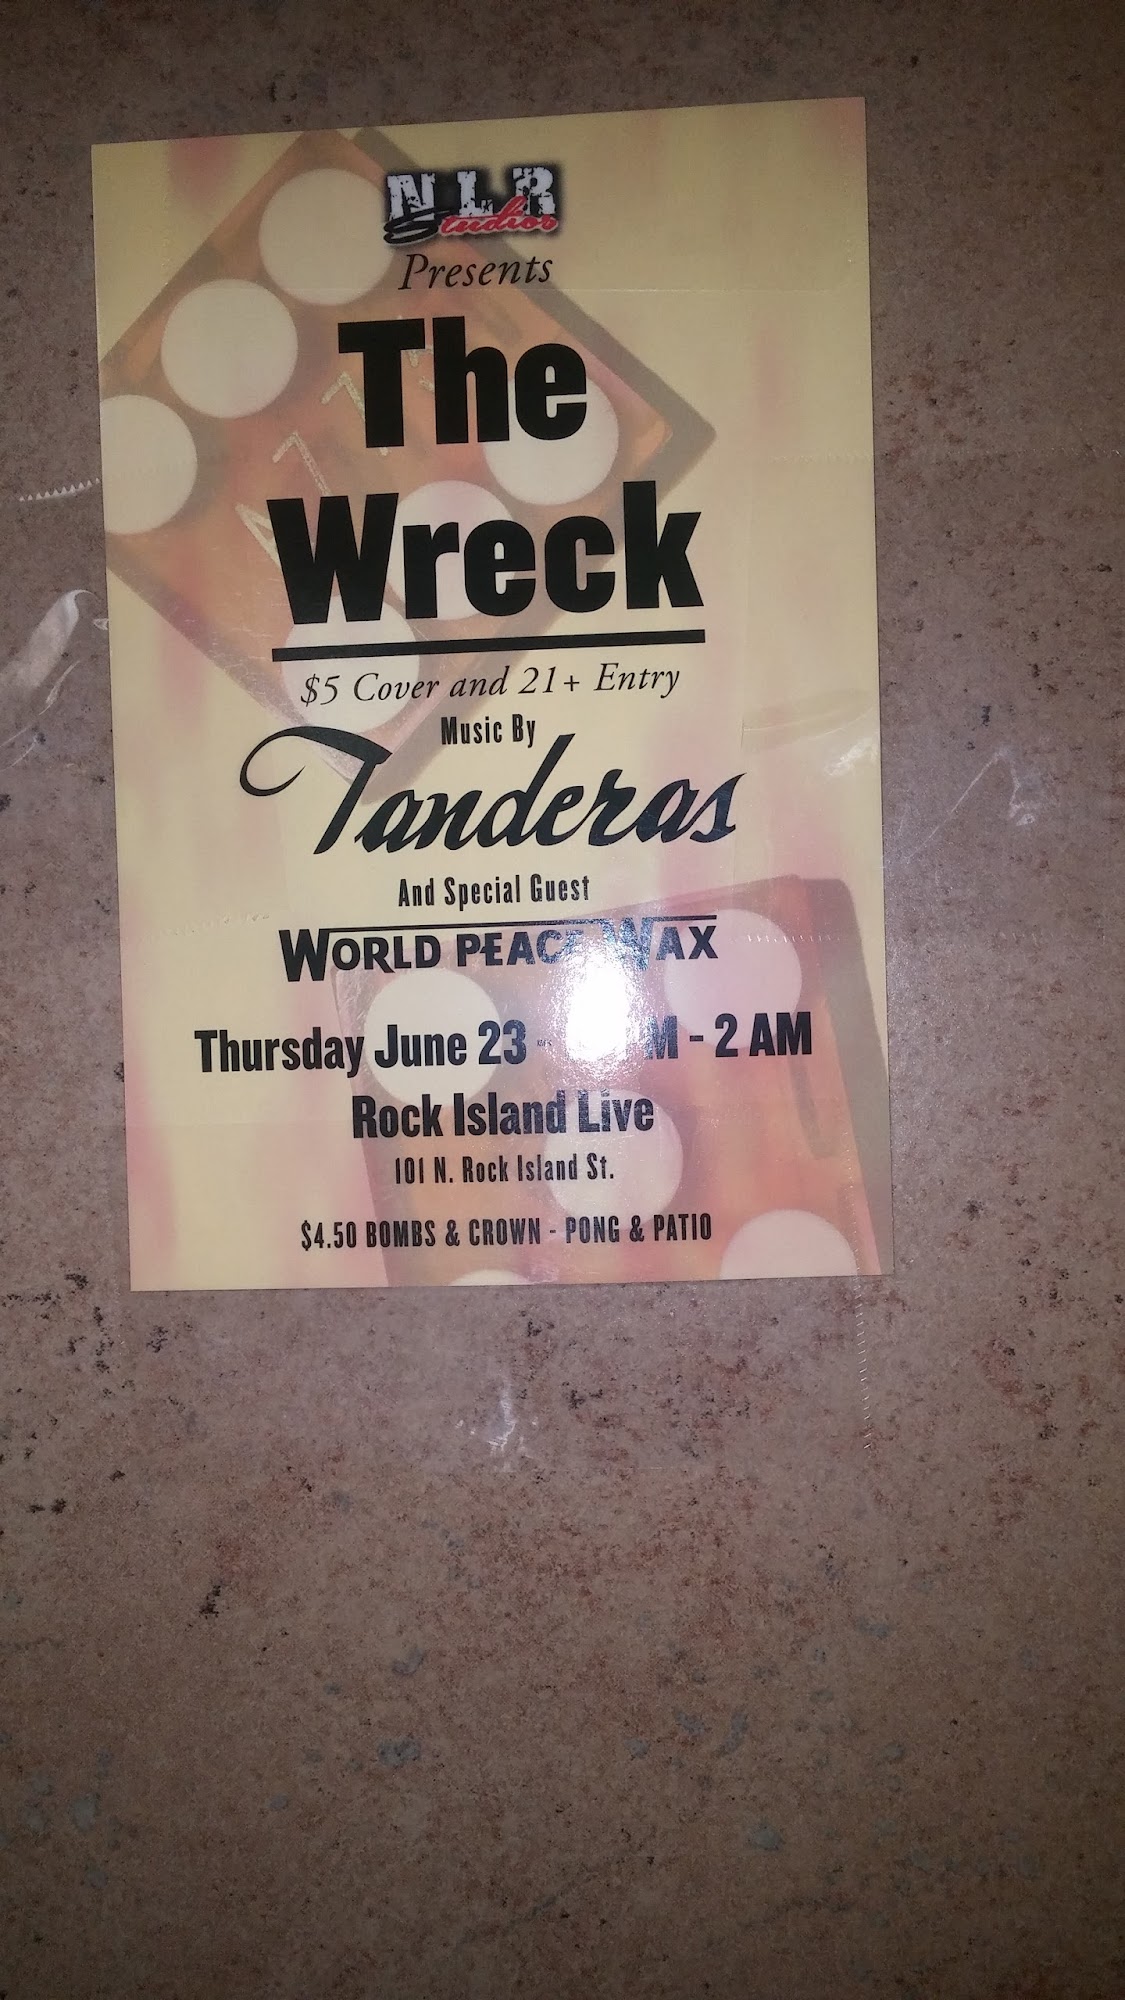 NLR
Studios
Presents
The
Wreck
$5 Cover and 21+ Entry
Music By
Tanderas
And Special Guest
WORLD PEACE WAX
Thursday June 23 - M - 2 AM
Rock Island Live
101 N. Rock Island St.
$4.50 BOMBS & CROWN - PONG & PATIO